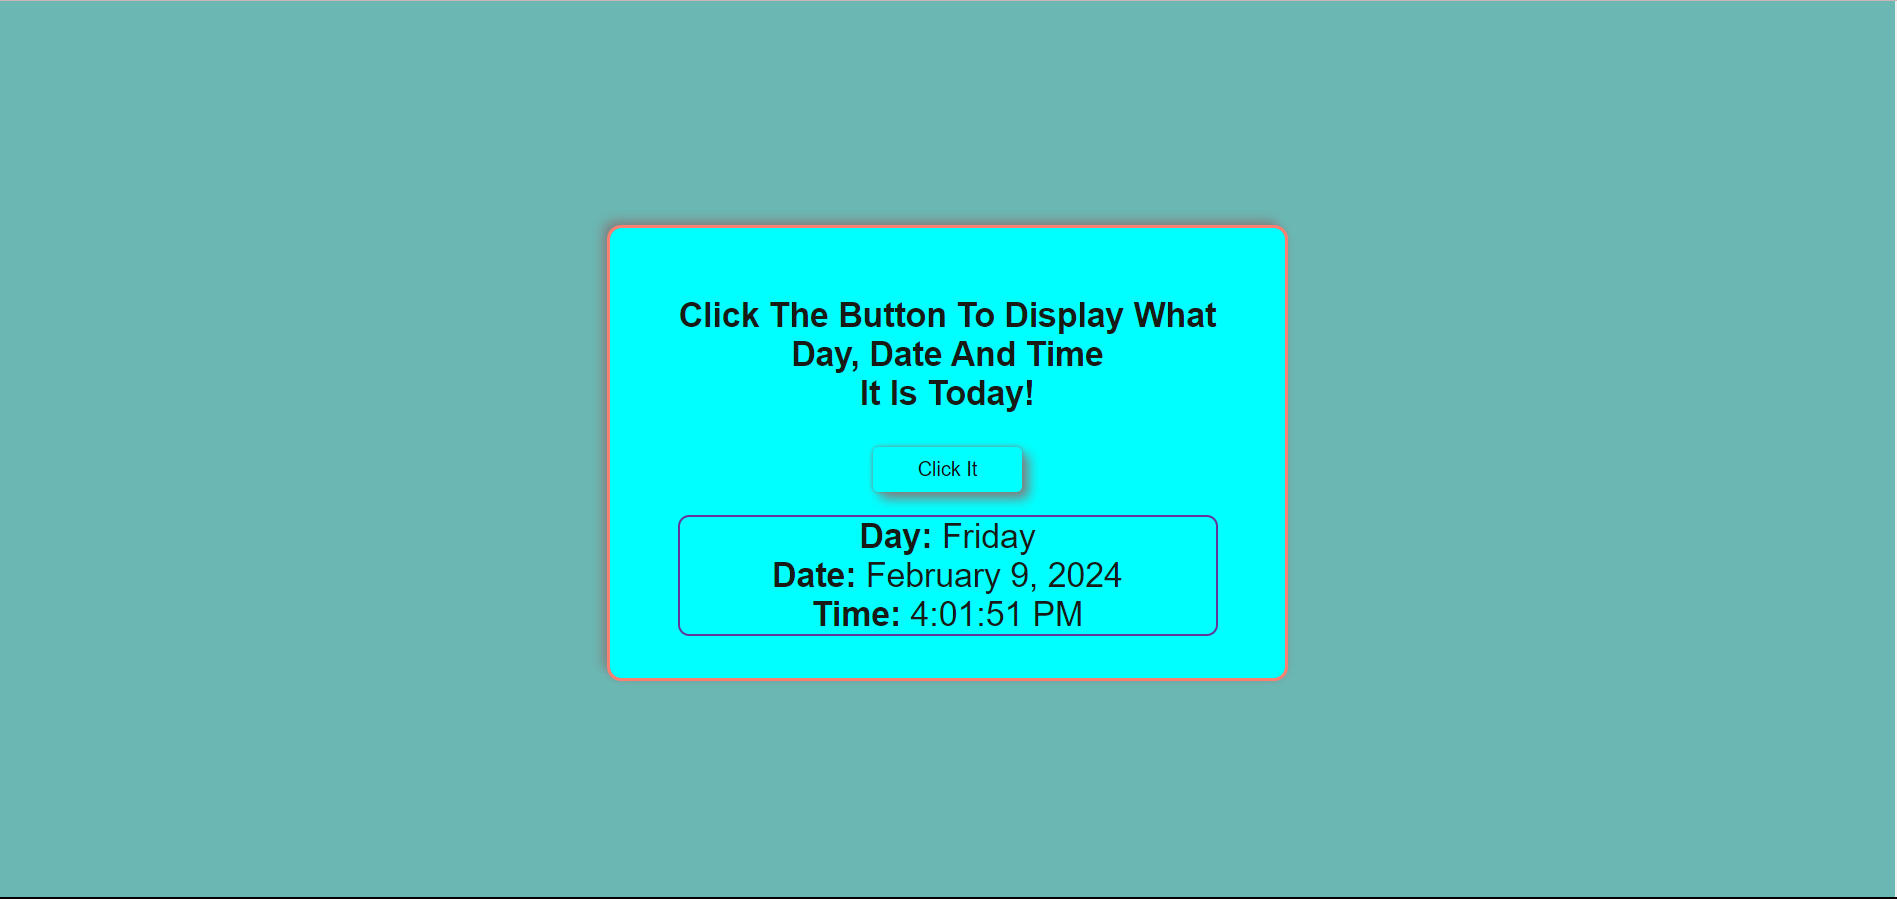 Click The Button To Display What
Day, Date And Time
It Is Today!
Click It
Day: Friday
Date: February 9, 2024
Time: 4:01:51 PM